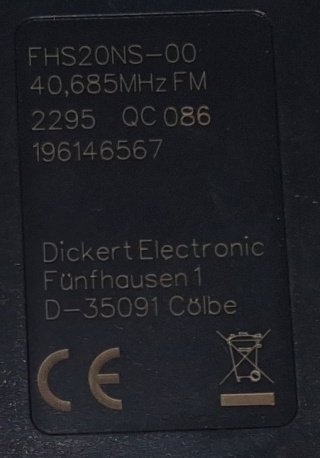 FHS20NS-00
40,685MHz FM
2295 QC 086
196146567
Dickert Electronic
Fünfhausen 1
D-35091 Cölbe
CE